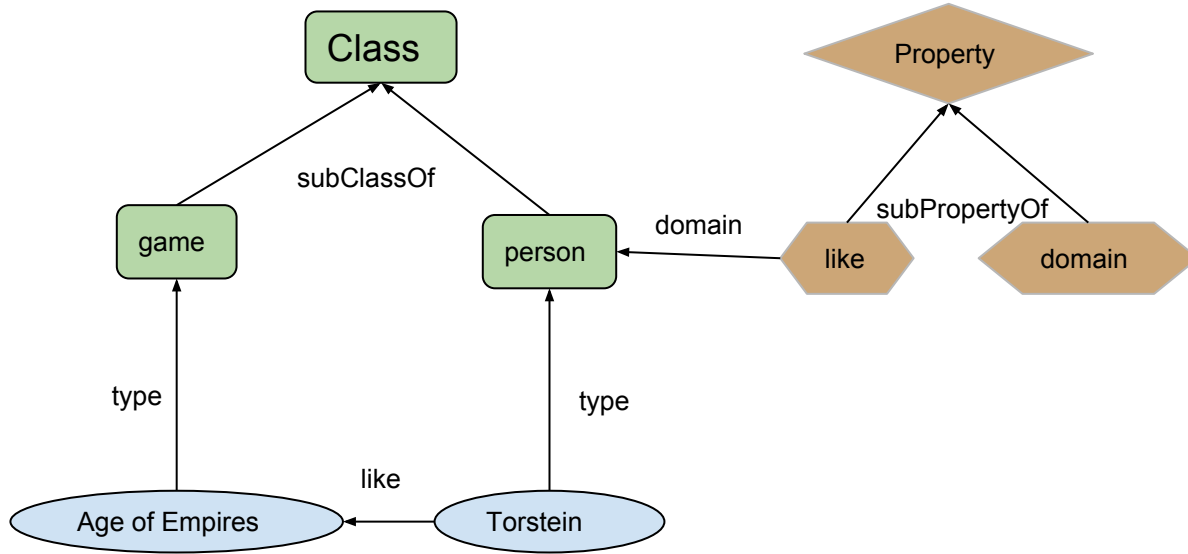 Class
Property
subClassOf
subPropertyOf
game
person
domain
like
domain
type
type
like
Age of Empires
Torstein